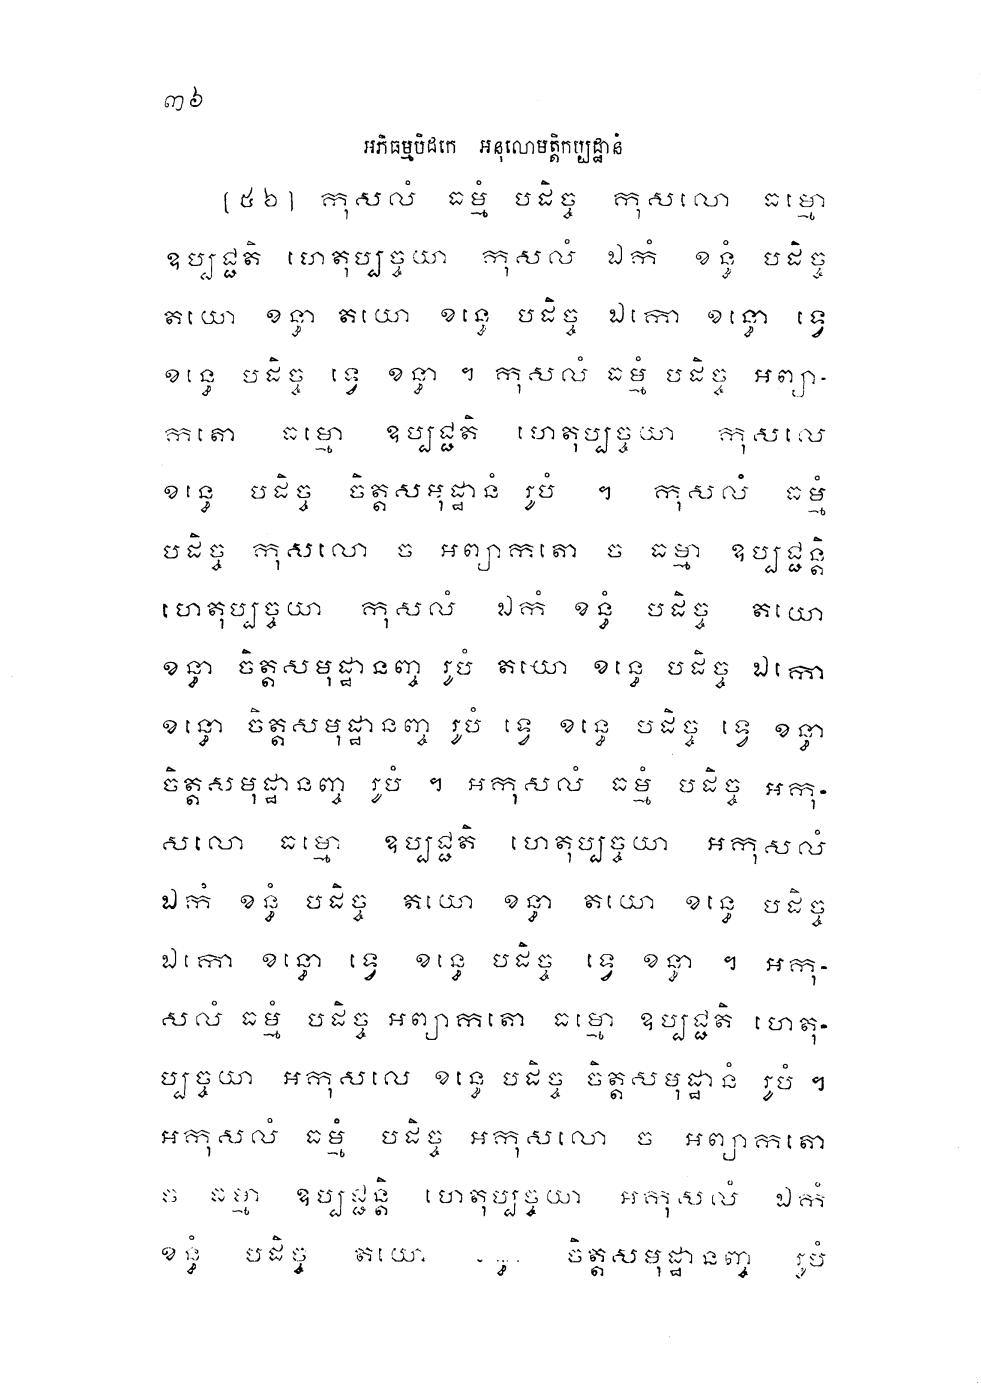 ៣៦
អភិធម្មបិដកេ អនុលោមត្តិកប្បដ្ឋានំ
[៥៦] កុសលំ ធម្មំ បដិច្ច កុសលោ ធម្មោ
ឧប្បជ្ជតិ ហេតុប្បច្ចយា កុសលំ ឯកំ ខន្ធំ បដិច្ច
តយោ ខន្ធា តយោ ខន្ធេ បដិច្ច ឯកោ ខន្ធោ ទ្វេ
ខន្ធេ បដិច្ច ទ្វេ ខន្ធា ។ កុសលំ ធម្មំ បដិច្ច អព្យា-
កតោ ធម្មោ ឧប្បជ្ជតិ ហេតុប្បច្ចយា កុសលេ
ខន្ធេ បដិច្ច ចិត្តសអុដ្ឋានំ រូបំ ។ កុសលំ ធម្មំ
បដិច្ច កុសលោ ច អព្យាកតោ ច ធម្មា ឧប្បជ្ជន្តិ
ហេតុប្បច្ចយា កុសលំ ឯកំ ខន្ធំ បដិច្ច តយោ
ខន្ធា ចិត្តសមុដ្ឋានញ្ច រូបំ តយោ ខន្ធេ បដិច្ច ឯកោ
ខន្ធោ ចិត្តសមុដ្ឋានញ្ច រូបំ ទ្វេ ខន្ធេ បដិច្ច ទ្វេ ខន្ធា
ចិត្តសមុដ្ឋានញ្ច រូបំ ។ អកុសលំ ធម្មំ បដិច្ច អកុ-
សលោ ធម្មោ ឧប្បជ្ជតិ ហេតុប្បច្ចយា អកុសលំ
ឯកំ ខន្ធំ បដិច្ច តយោ ខន្ធា តយោ ខន្ធេ បដិច្ច
ឯកោ ខន្ធោ ទ្វេ ខន្ធេ បដិច្ច ទ្វេ ខន្ធា ។ អកុ-
សលំ ធម្មំ បដិច្ច អព្យាកតោ ធម្មោ ឧប្បជ្ជតិ ហេតុ-
ប្បច្ចយា អកុសលេ ខន្ធេ បដិច្ច ចិត្តសមុដ្ឋានំ រូបំ ។
អកុសលំ ធម្មំ បដិច្ច អកុសលោ ច អព្យាកតោ
ច ធម្មា ឧប្បជ្ជន្តិ ហេតុប្បច្ចយា អកុសលំ ឯកំ
ខន្ធំ បដិច្ច តយោ ចិត្តសមុដ្ឋានញ្ច រូបំ